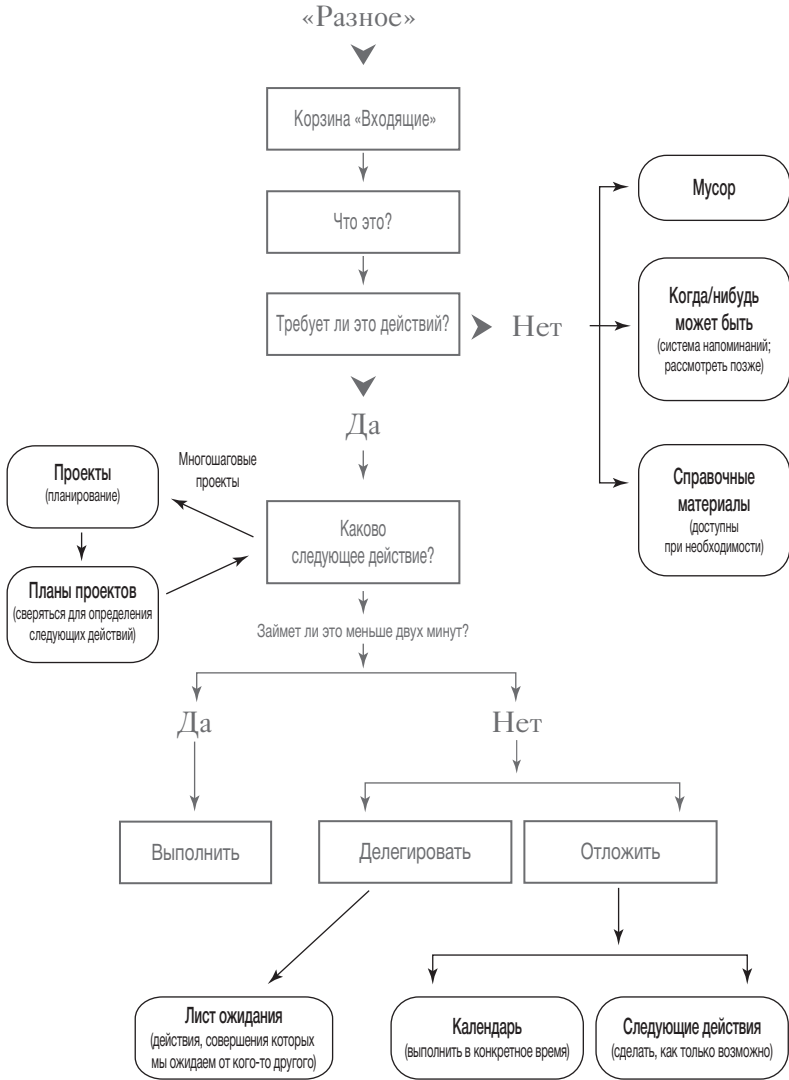 «Разное»
Корзина «Входящие»
Что это?
Требует ли это действий?
Нет
Мусор
Когда/нибудь
может быть
(система напоминаний;
рассмотреть позже)
Справочные
материалы
(доступны
при необходимости)
Да
Многошаговые
проекты
Проекты
(планирование)
Планы проектов
(сверяться для определения
следующих действий)
Каково
следующее действие?
Займет ли это меньше двух минут?
Да
Нет
Выполнить
Делегировать
Отложить
Лист ожидания
(действия, совершения которых
мы ожидаем от кого-то другого)
Календарь
(выполнить в конкретное время)
Следующие действия
(сделать, как только возможно)